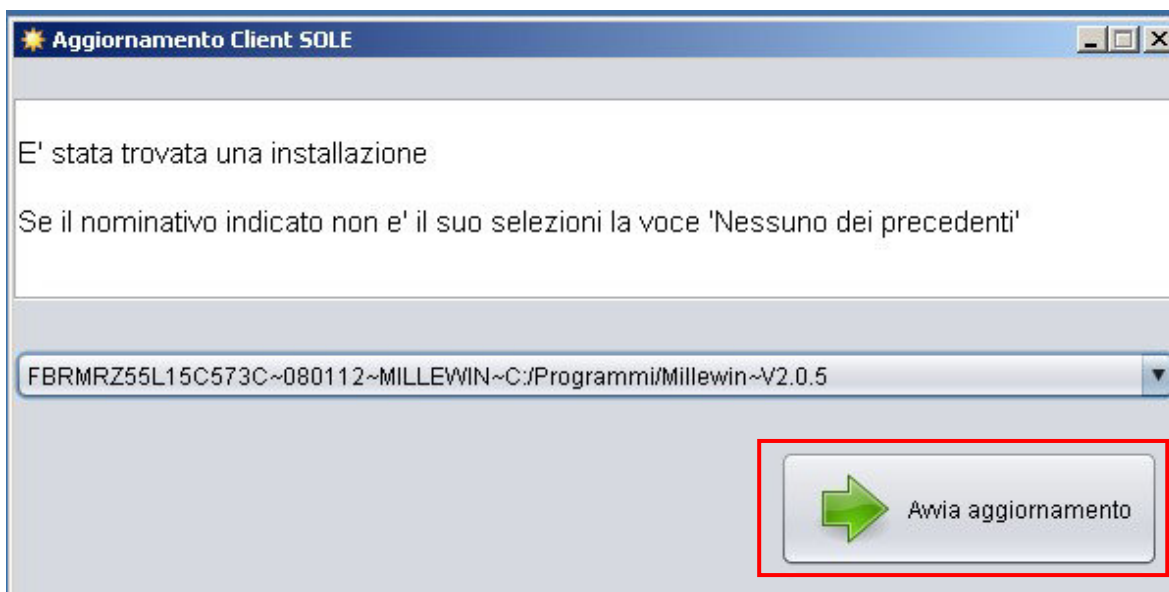 Aggiornamento Client SOLE
E' stata trovata una installazione
Se il nominativo indicato non e' il suo selezioni la voce 'Nessuno dei precedenti'
FBRMRZ55L15C573C~080112~MILLEWIN~C:/Programmi/Millewin~V2.0.5
Avvia aggiornamento